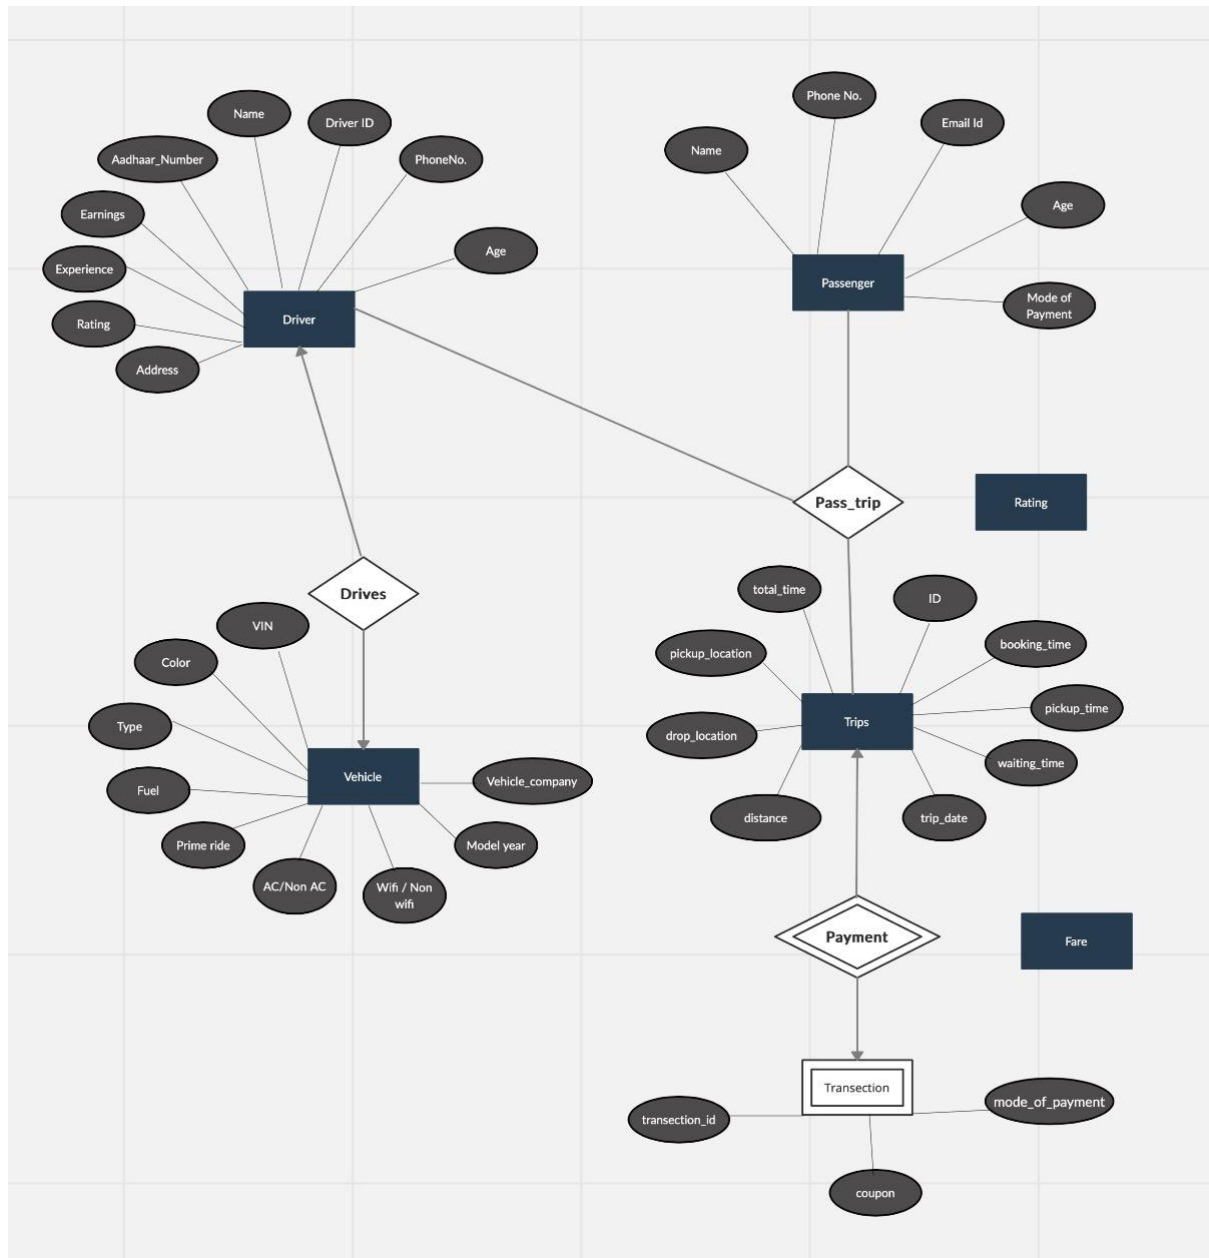 Phone No.
Name
Driver ID
Email Id
Name
Aadhaar_Number
PhoneNo.
Age
Earnings
Age
Experience
Passenger
Mode of
Payment
Rating
Driver
Address
Pass_trip
Rating
Drives
total_time
ID
VIN
booking_time
pickup_location
Color
pickup_time
Type
Trips
drop_location
waiting_time
Vehicle
Vehicle_company
Fuel
distance
trip_date
Prime ride
Model year
AC/Non AC
Wifi / Non
wifi
Payment
Fare
Transection
mode_of_payment
transection_id
coupon